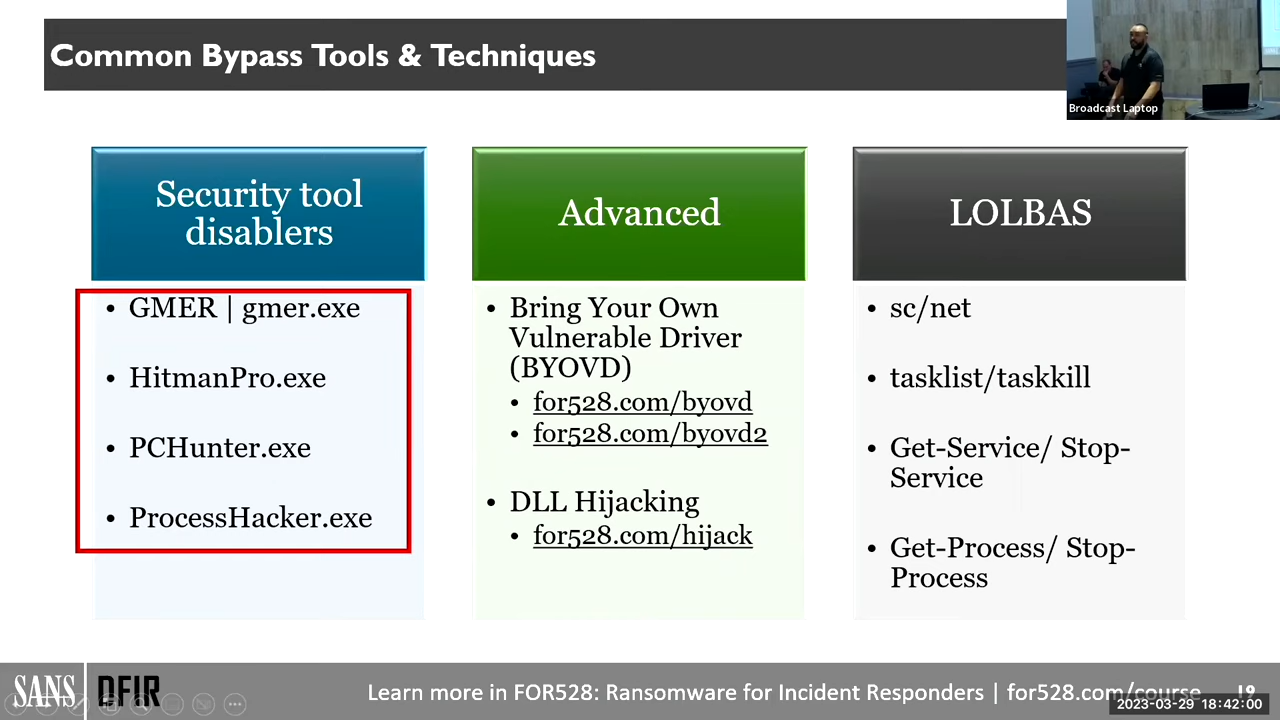 Common Bypass Tools & Techniques
Broadcast Laptop
Security tool
disablers
• GMER | gmer.exe
• HitmanPro.exe
• PCHunter.exe
• ProcessHacker.exe
Advanced
• Bring Your Own
Vulnerable Driver
(BYOVD)
• for528.com/byovd
• for528.com/byovd2
• DLL Hijacking
• for528.com/hijack
LOLBAS
• sc/net
• tasklist/taskkill
• Get-Service/ Stop-
Service
• Get-Process/ Stop-
Process
SANS DFIR
Learn more in FOR528: Ransomware for Incident Responders | for528.com/course
19
2023-03-29 18:42:00